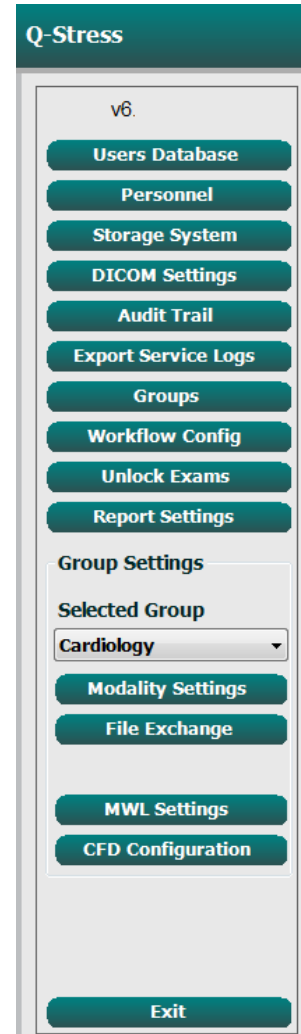 Q-Stress
v6.
Users Database
Personnel
Storage System
DICOM Settings
Audit Trail
Export Service Logs
Groups
Workflow Config
Unlock Exams
Report Settings
Group Settings
Selected Group
Cardiology
Modality Settings
File Exchange
MWL Settings
CFD Configuration
Exit